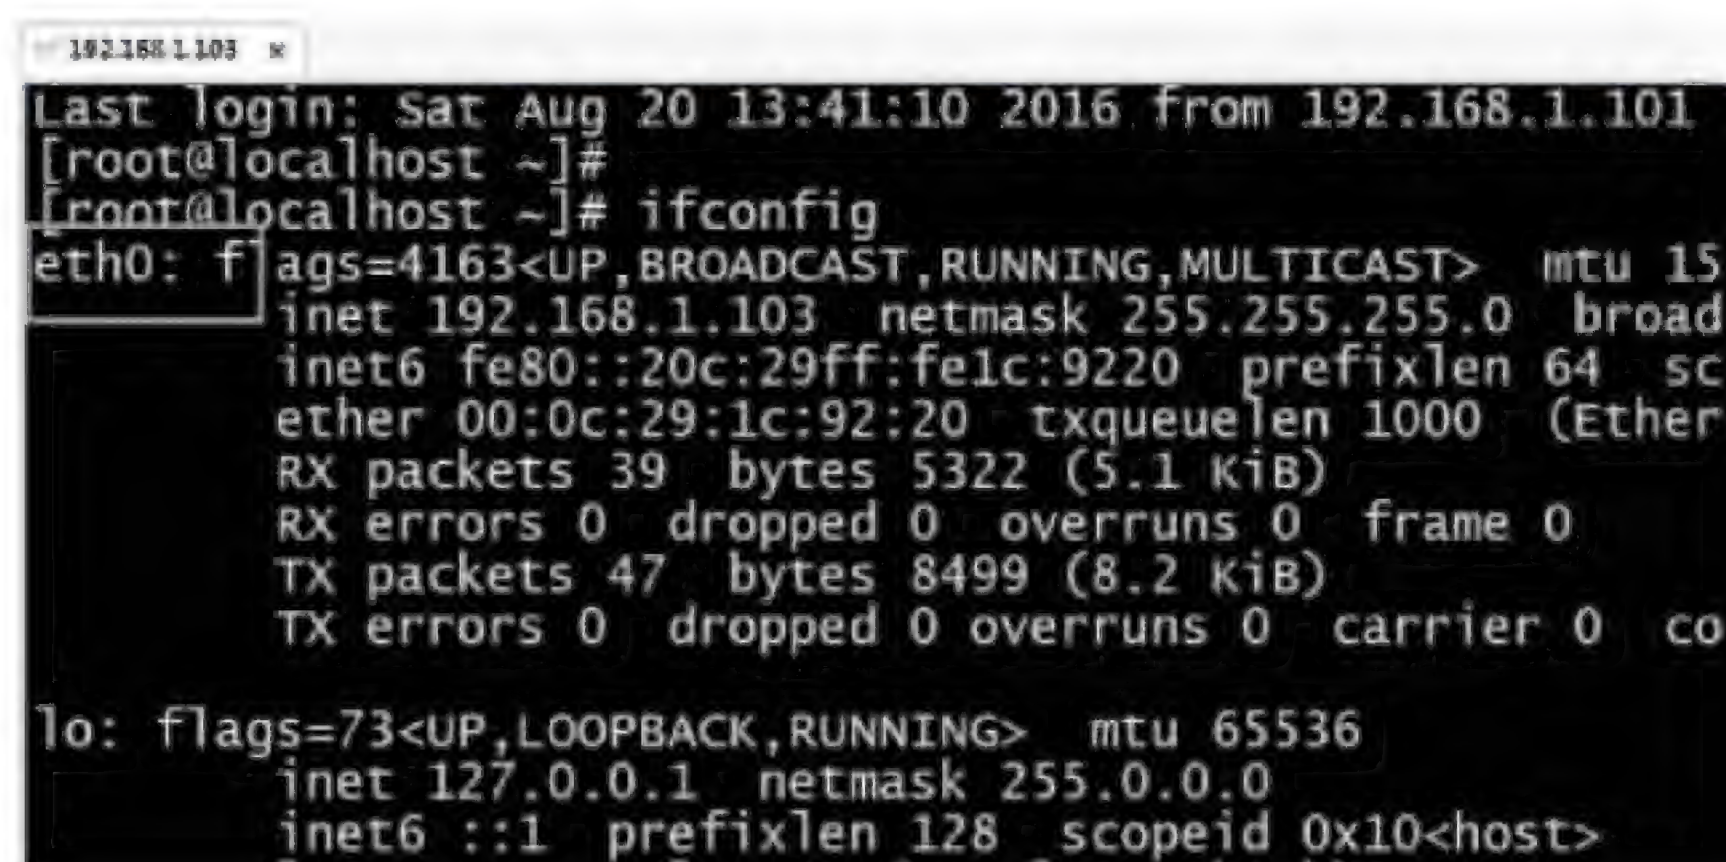 192.168.1.103 ×
Last login: Sat Aug 20 13:41:10 2016 from 192.168.1.101
[root@localhost ~]#
[root@localhost ~]# ifconfig
eth0: flags=4163<UP,BROADCAST,RUNNING,MULTICAST>  mtu 15
inet 192.168.1.103  netmask 255.255.255.0  broad
inet6 fe80::20c:29ff:fe1c:9220  prefixlen 64  sc
ether 00:0c:29:1c:92:20  txqueuelen 1000  (Ether
RX packets 39  bytes 5322 (5.1 KiB)
RX errors 0  dropped 0  overruns 0  frame 0
TX packets 47  bytes 8499 (8.2 KiB)
TX errors 0  dropped 0 overruns 0  carrier 0  co
lo: flags=73<UP,LOOPBACK,RUNNING>  mtu 65536
inet 127.0.0.1  netmask 255.0.0.0
inet6 ::1  prefixlen 128  scopeid 0x10<host>